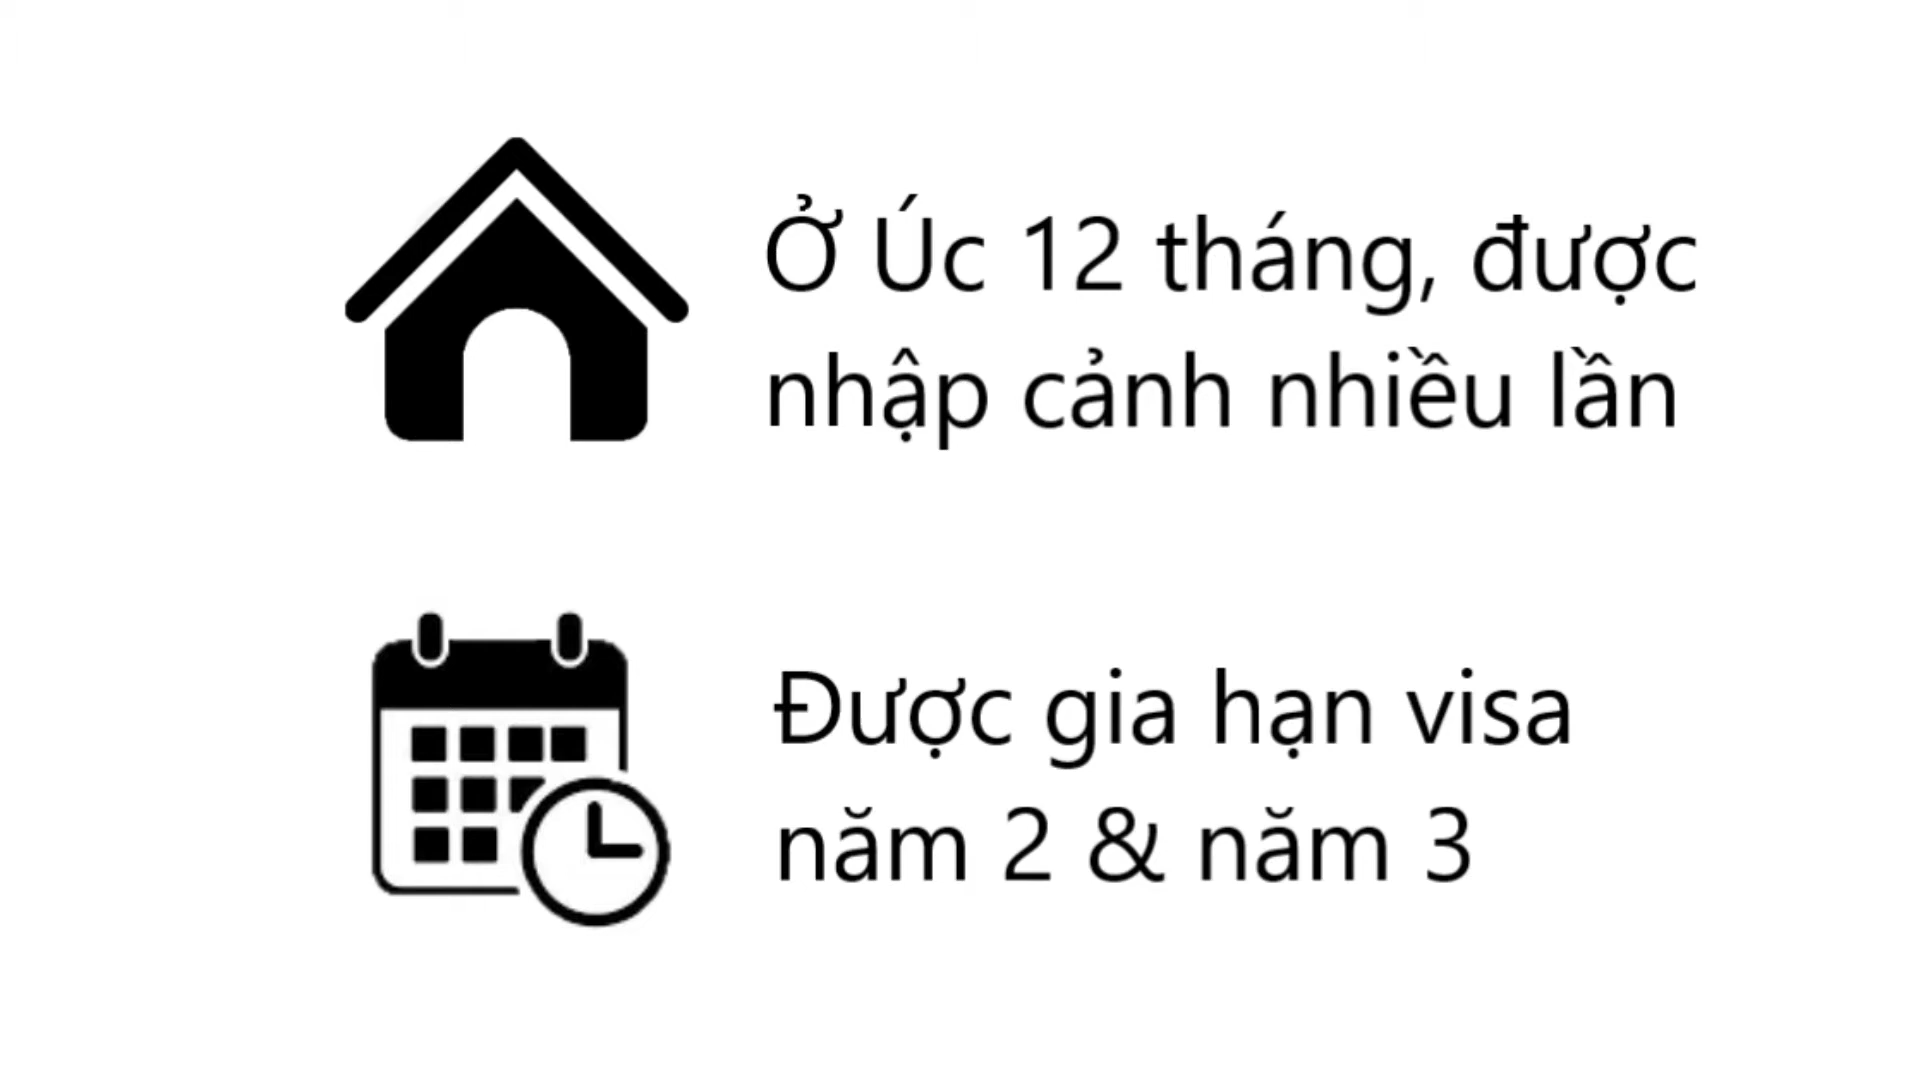 Ở Úc 12 tháng, được
nhập cảnh nhiều lần
Được gia hạn visa
năm 2 & năm 3